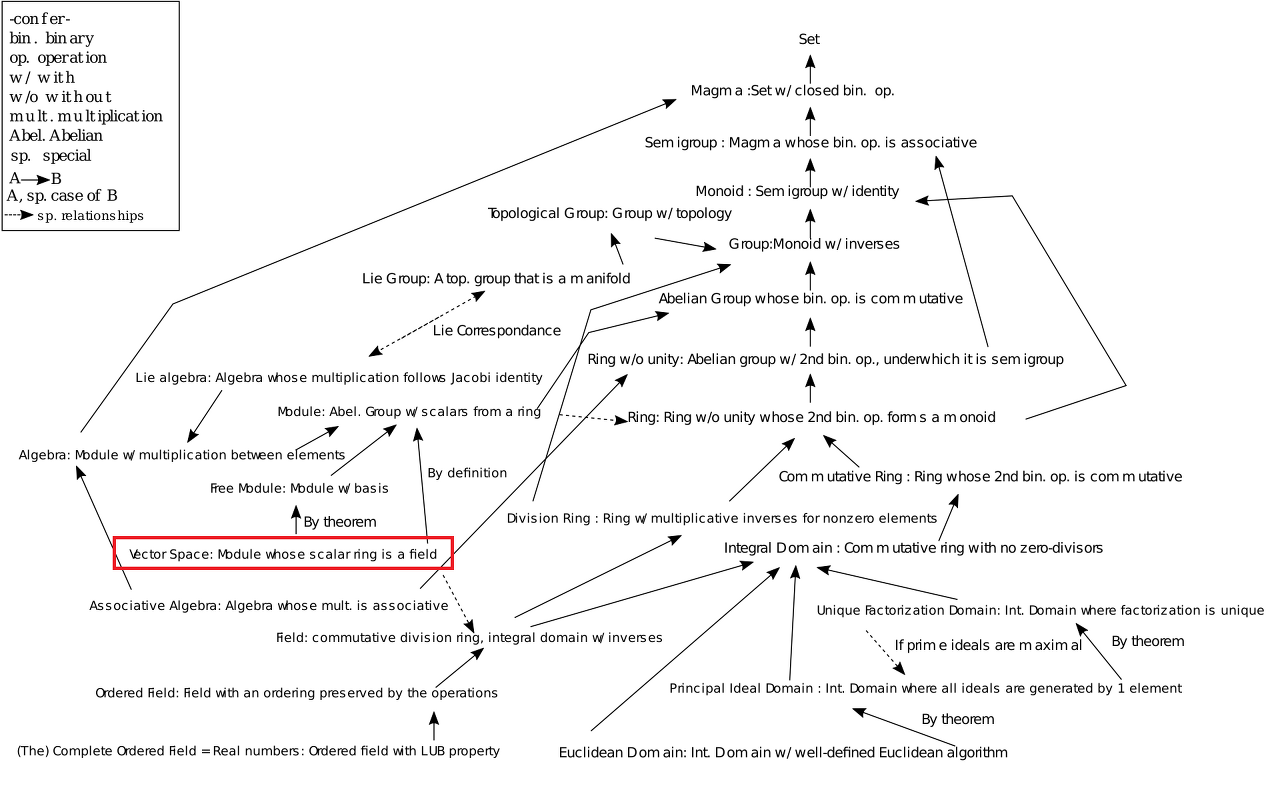 -confer-
bin. binary
op. operation
w/ with
w/o without
mult. multiplication
Abel. Abelian
sp. special
A B
A, sp. case of B
sp. relationships
Set
Magma :Set w/ closed bin. op.
Semigroup : Magma whose bin. op. is associative
Monoid : Semigroup w/ identity
Topological Group: Group w/ topology
Group:Monoid w/ inverses
Lie Group: A top. group that is a manifold
Abelian Group whose bin. op. is commutative
Lie Correspondance
Ring w/o unity: Abelian group w/ 2nd bin. op., underwhich it is semigroup
Lie algebra: Algebra whose multiplication follows Jacobi identity
Module: Abel. Group w/ scalars from a ring
Ring: Ring w/o unity whose 2nd bin. op. forms a monoid
Algebra: Module w/ multiplication between elements
By definition
Commutative Ring : Ring whose 2nd bin. op. is commutative
Free Module: Module w/ basis
By theorem
Division Ring : Ring w/ multiplicative inverses for nonzero elements
Vector Space: Module whose scalar ring is a field
Integral Domain : Commutative ring with no zero-divisors
Associative Algebra: Algebra whose mult. is associative
Unique Factorization Domain: Int. Domain where factorization is unique
Field: commutative division ring, integral domain w/ inverses
If prime ideals are maximal
By theorem
Ordered Field: Field with an ordering preserved by the operations
Principal Ideal Domain : Int. Domain where all ideals are generated by 1 element
By theorem
(The) Complete Ordered Field = Real numbers: Ordered field with LUB property
Euclidean Domain: Int. Domain w/ well-defined Euclidean algorithm